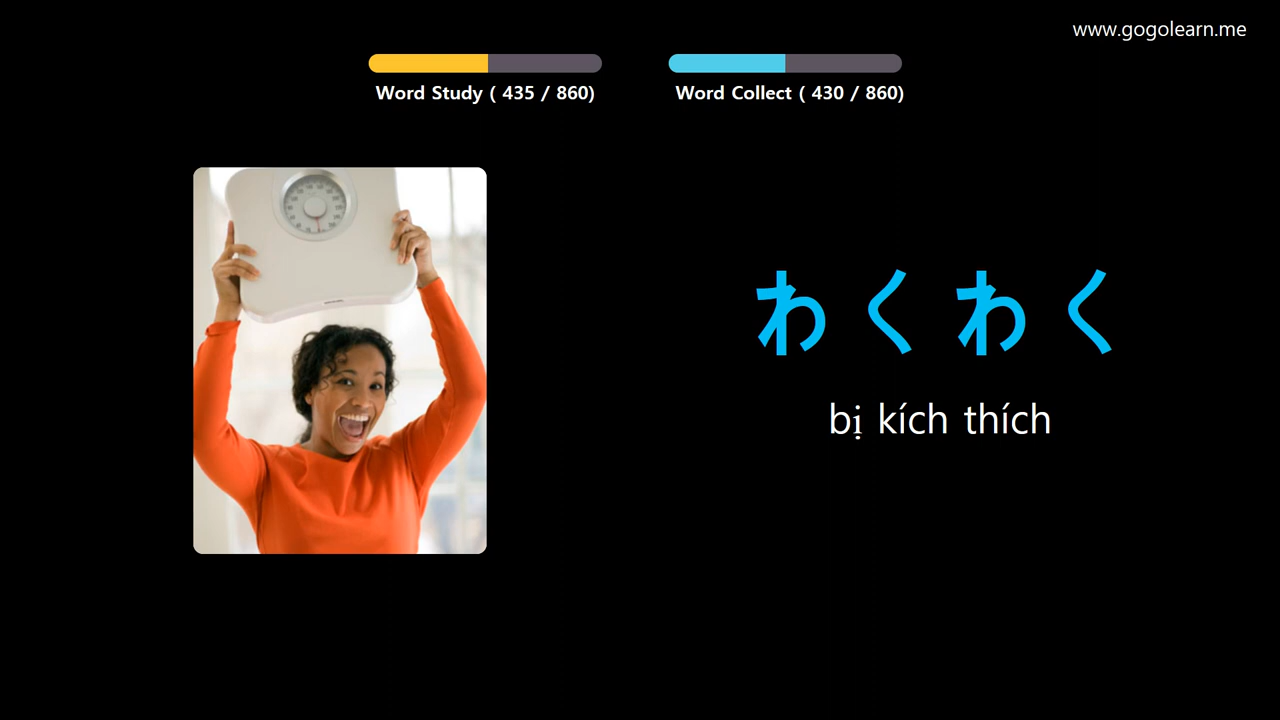 www.gogolearn.me
Word Study ( 435 / 860)
Word Collect ( 430 / 860)
わくわく
bị kích thích